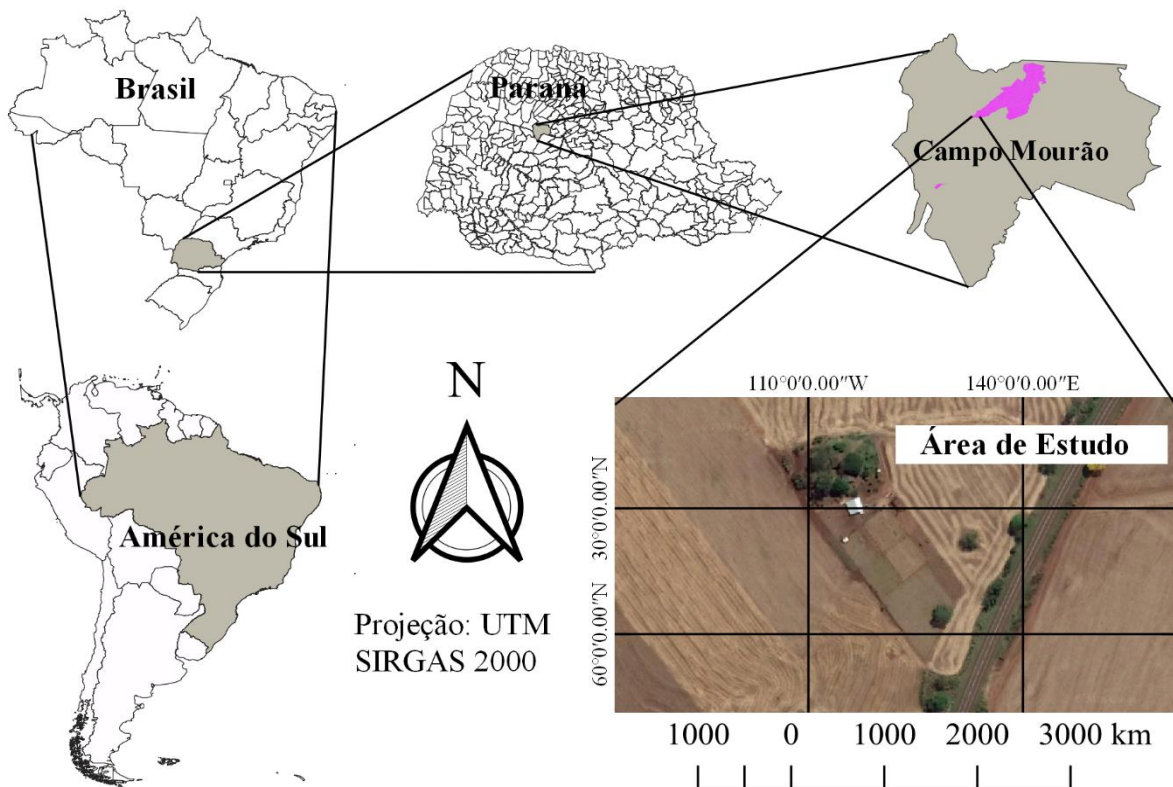 Brasil
Paraná
Campo Mourão
América do Sul
N
Projeção: UTM
SIRGAS 2000
110°0'0.00"W
140°0'0.00"E
Área de Estudo
30°0'0.00"N
60°0'0.00"N
1000 0 1000 2000 3000 km